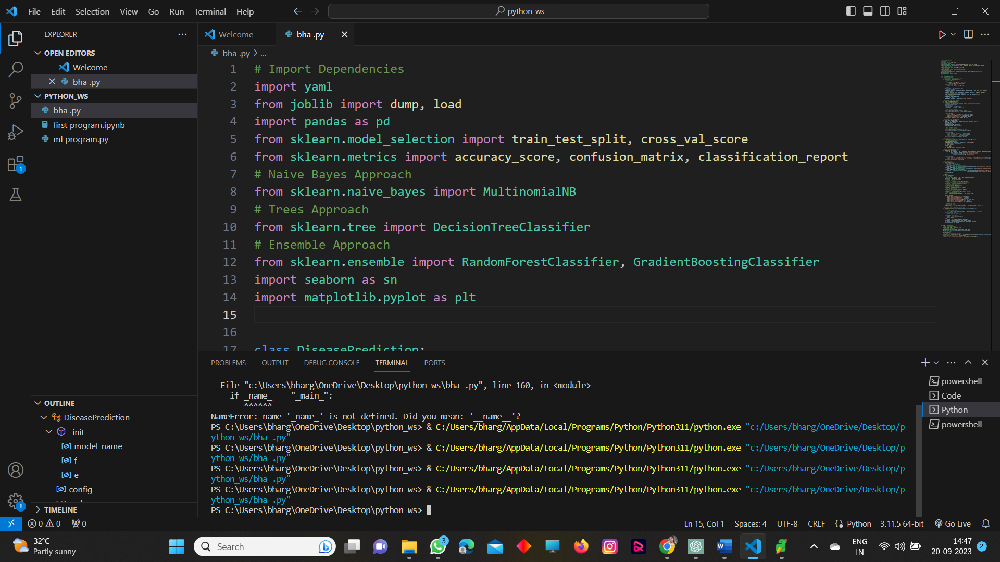 File Edit Selection View Go Run Terminal Help
python_ws
EXPLORER
OPEN EDITORS
Welcome
bha .py
PYTHON_WS
bha .py
first program.ipynb
ml program.py
1
OUTLINE
DiseasePrediction
_init_
model_name
f
e
config
TIMELINE
1
Welcome
bha .py
bha .py > ...
1 # Import Dependencies
2 import yaml
3 from joblib import dump, load
4 import pandas as pd
5 from sklearn.model_selection import train_test_split, cross_val_score
6 from sklearn.metrics import accuracy_score, confusion_matrix, classification_report
7 # Naive Bayes Approach
8 from sklearn.naive_bayes import MultinomialNB
9 # Trees Approach
10 from sklearn.tree import DecisionTreeClassifier
11 # Ensemble Approach
12 from sklearn.ensemble import RandomForestClassifier, GradientBoostingClassifier
13 import seaborn as sn
14 import matplotlib.pyplot as plt
15
16
17 class DiseasePrediction:
PROBLEMS OUTPUT DEBUG CONSOLE TERMINAL PORTS
File "c:\Users\bharg\OneDrive\Desktop\python_ws\bha .py", line 160, in <module>
if _name_ == "_main_":
^^^^^^
NameError: name '_name_' is not defined. Did you mean: '__name__'?
PS C:\Users\bharg\OneDrive\Desktop\python_ws> & C:/Users/bharg/AppData/Local/Programs/Python/Python311/python.exe "c:/Users/bharg/OneDrive/Desktop/p
ython_ws/bha .py"
PS C:\Users\bharg\OneDrive\Desktop\python_ws> & C:/Users/bharg/AppData/Local/Programs/Python/Python311/python.exe "c:/Users/bharg/OneDrive/Desktop/p
ython_ws/bha .py"
PS C:\Users\bharg\OneDrive\Desktop\python_ws> & C:/Users/bharg/AppData/Local/Programs/Python/Python311/python.exe "c:/Users/bharg/OneDrive/Desktop/p
ython_ws/bha .py"
PS C:\Users\bharg\OneDrive\Desktop\python_ws> & C:/Users/bharg/AppData/Local/Programs/Python/Python311/python.exe "c:/Users/bharg/OneDrive/Desktop/p
ython_ws/bha .py"
PS C:\Users\bharg\OneDrive\Desktop\python_ws>
powershell
Code
Python
powershell
0 0 0 Ln 15, Col 1 Spaces: 4 UTF-8 CRLF Python 3.11.5 64-bit Go Live
32°C
Partly sunny
Search
3
ENG
IN
14:47
20-09-2023
2